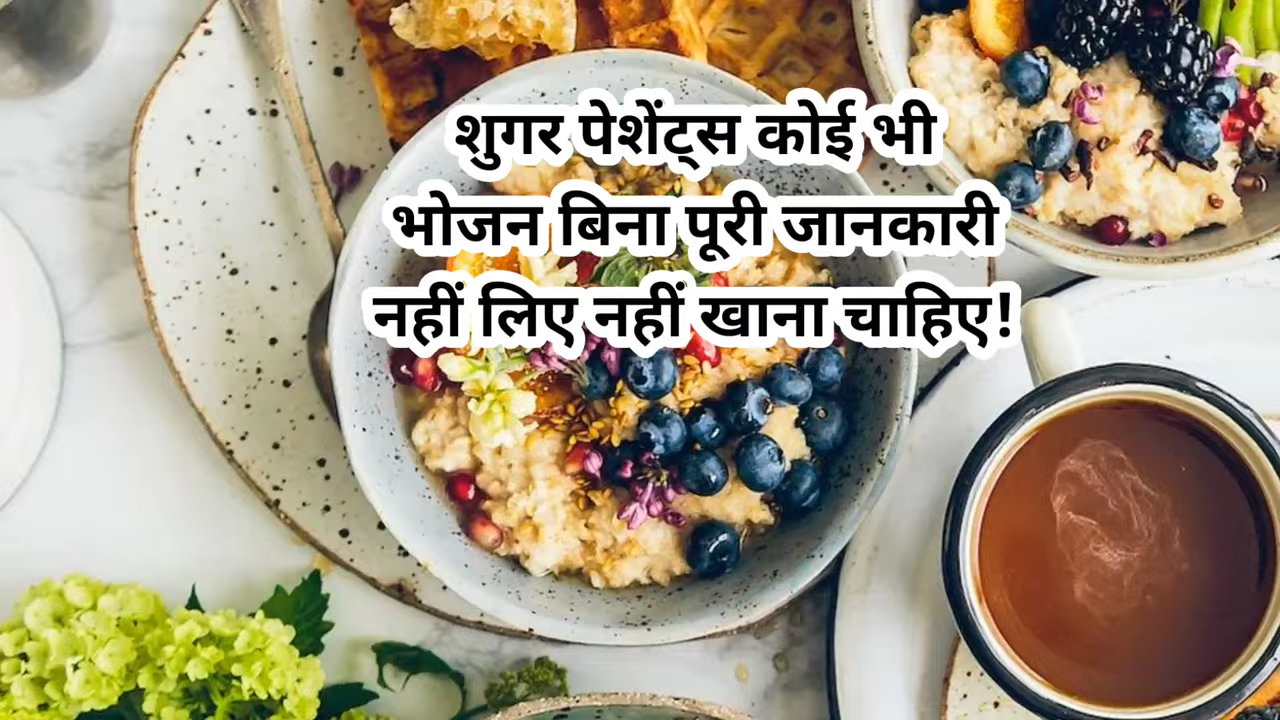 शुगर पेशेंट्स कोई भी
भोजन बिना पूरी जानकारी
नहीं लिए नहीं खाना चाहिए!